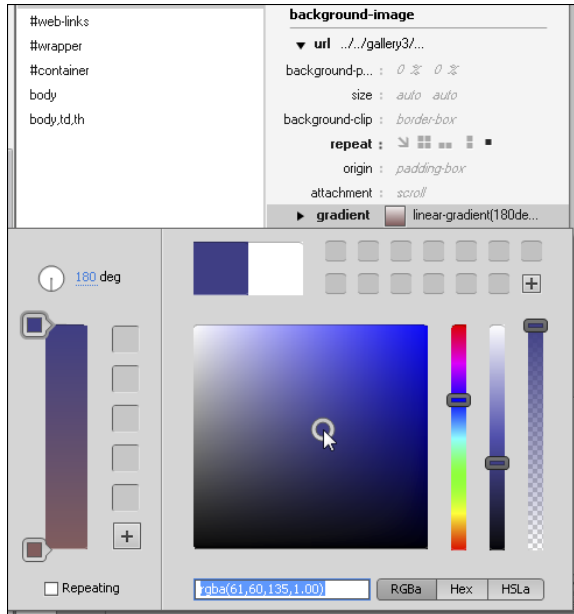 #web-links
#wrapper
#container
body
body,td,th
background-image
▼ url ../../gallery3/...
background-p... : 0 % 0 %
size : auto auto
background-clip : border-box
repeat :
origin : padding-box
attachment : scroll
▶ gradient linear-gradient(180de...
180 deg
Repeating
rgba(61,60,135,1.00)
RGBa Hex HSLa